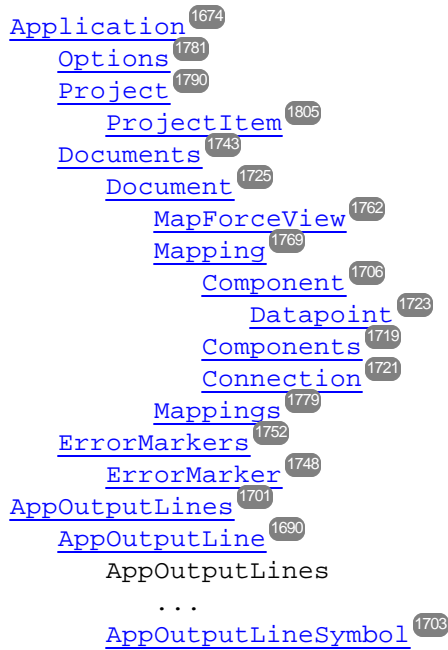 Application 1674
Options 1781
Project 1790
ProjectItem 1805
Documents 1743
Document 1725
MapForceView 1762
Mapping 1769
Component 1706
Datapoint 1723
Components 1719
Connection 1721
Mappings 1779
ErrorMarkers 1752
ErrorMarker 1748
AppOutputLines 1701
AppOutputLine 1690
AppOutputLines
...
AppOutputLineSymbol 1703